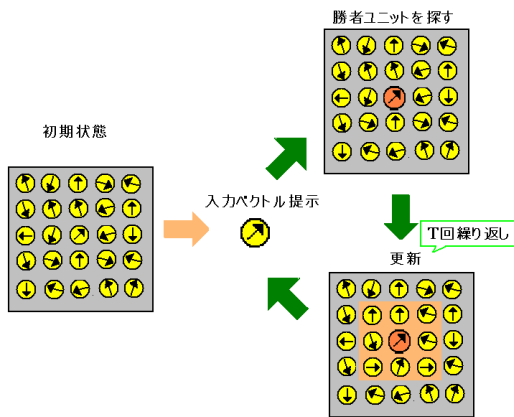 勝者ユニットを探す
初期状態
入力ベクトル提示
T回繰り返し
更新